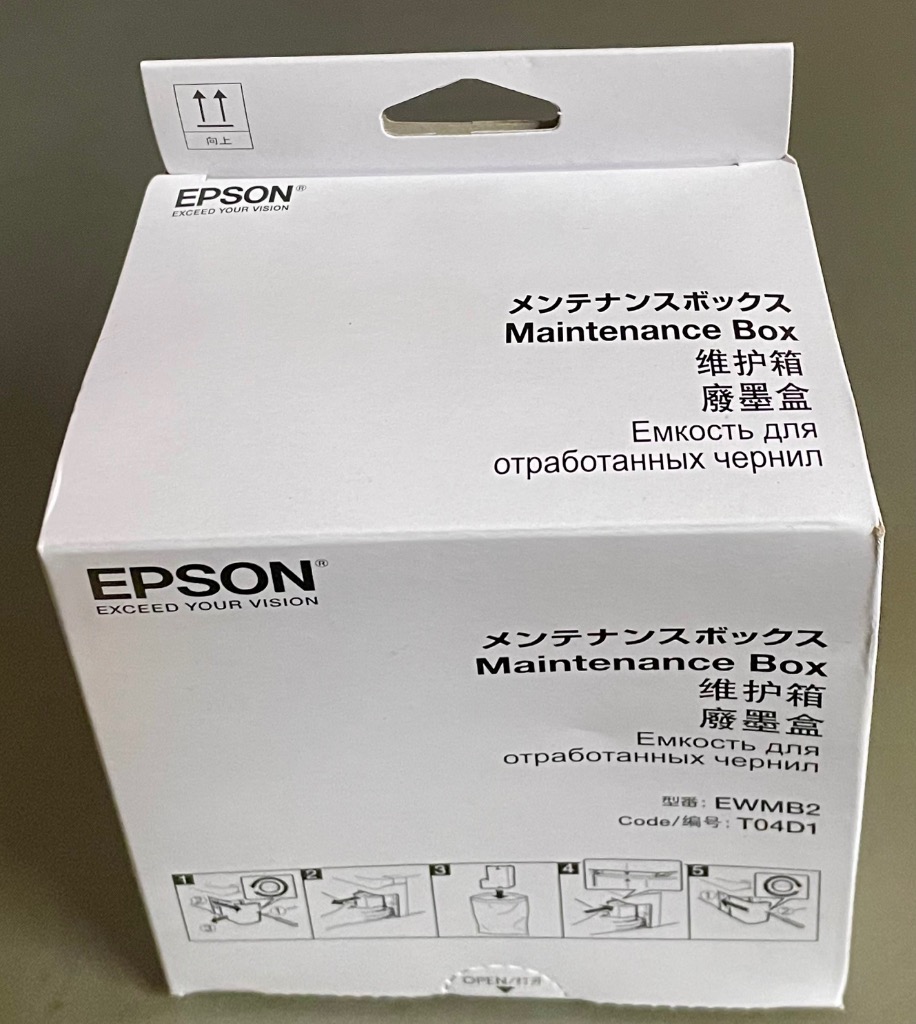 向上
EPSON®
EXCEED YOUR VISION
メンテナンスボックス
Maintenance Box
维护箱
廢墨盒
Емкость для
отработанных чернил
EPSON®
EXCEED YOUR VISION
メンテナンスボックス
Maintenance Box
维护箱
廢墨盒
Емкость для
отработанных чернил
型番: EWMB2
Code/编号: T04D1
1 2 3 4 5
OPEN/打开